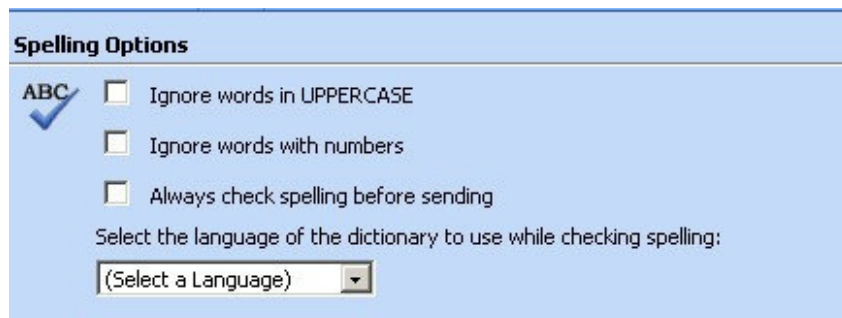 Spelling Options
ABC
Ignore words in UPPERCASE
Ignore words with numbers
Always check spelling before sending
Select the language of the dictionary to use while checking spelling:
(Select a Language)